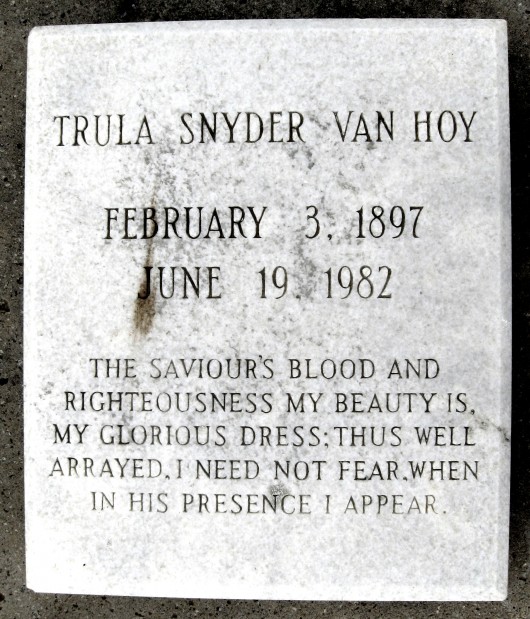 TRULA SNYDER VAN HOY
FEBRUARY 3, 1897
JUNE 19, 1982
THE SAVIOUR'S BLOOD AND
RIGHTEOUSNESS MY BEAUTY IS,
MY GLORIOUS DRESS; THUS WELL
ARRAYED, I NEED NOT FEAR, WHEN
IN HIS PRESENCE I APPEAR.